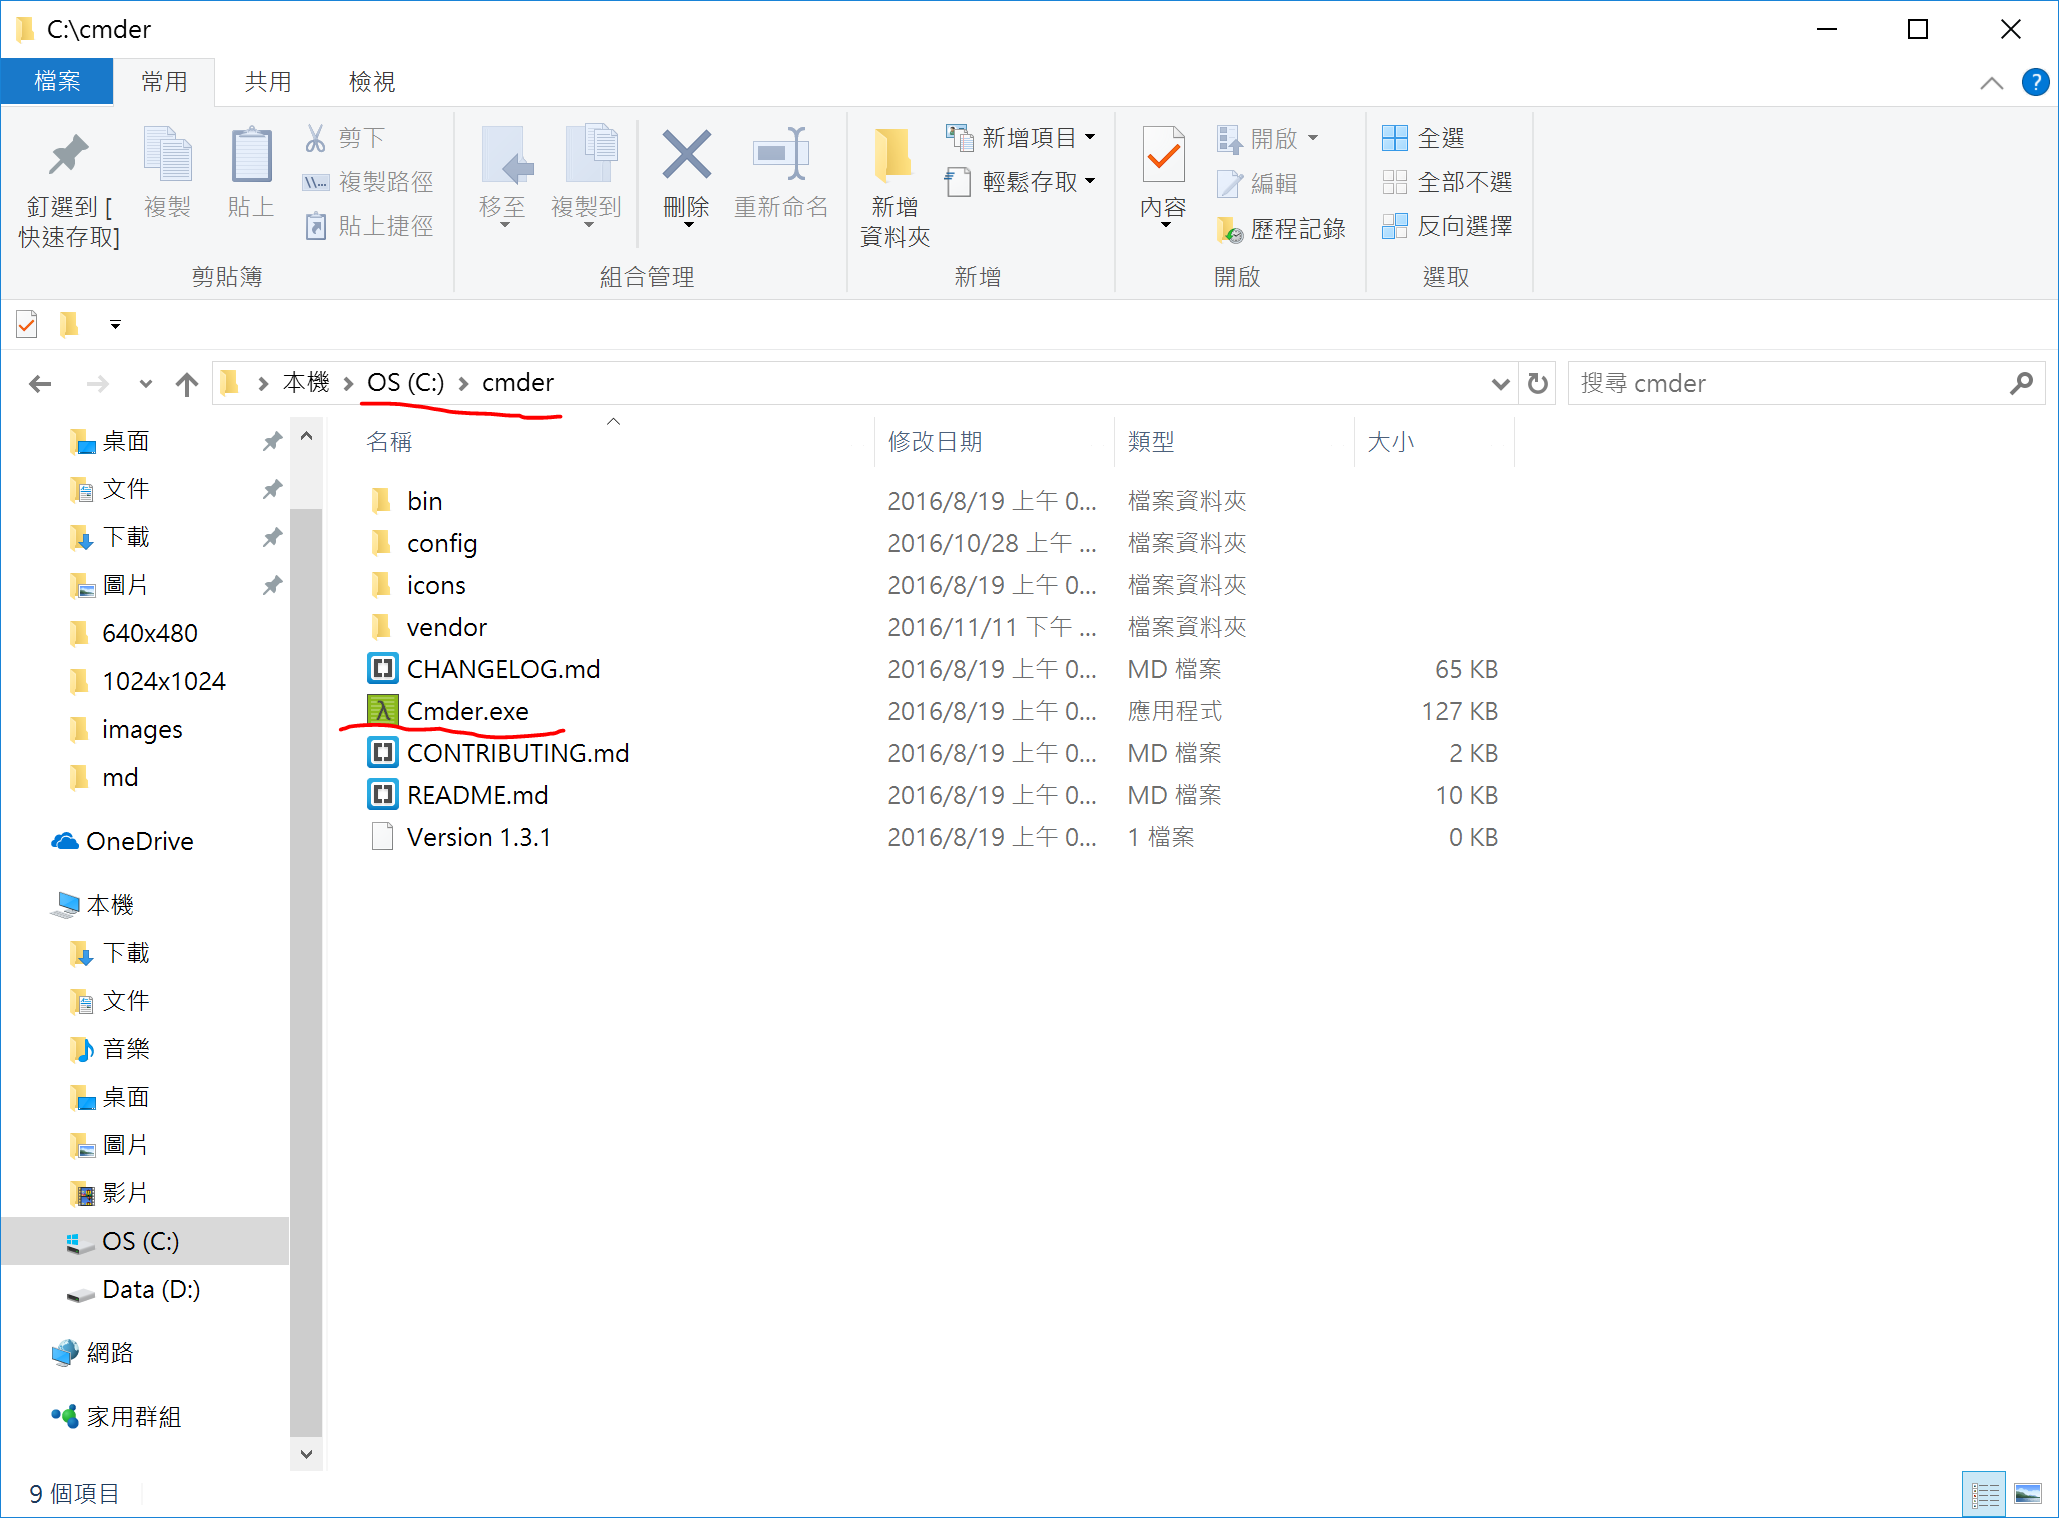 C:\cmder
檔案 常用 共用 檢視
釘選到 [
快速存取]
複製
貼上
剪下
複製路徑
貼上捷徑
剪貼簿
移至
複製到
刪除
重新命名
組合管理
新增
資料夾
新增項目
輕鬆存取
新增
內容
開啟
編輯
歷程記錄
開啟
全選
全部不選
反向選擇
選取
本機 OS (C:) cmder
搜尋 cmder
桌面
文件
下載
圖片
640x480
1024x1024
images
md
OneDrive
本機
下載
文件
音樂
桌面
圖片
影片
OS (C:)
Data (D:)
網路
家用群組
名稱 修改日期 類型 大小
bin 2016/8/19 上午 0... 檔案資料夾
config 2016/10/28 上午 ... 檔案資料夾
icons 2016/8/19 上午 0... 檔案資料夾
vendor 2016/11/11 下午 ... 檔案資料夾
CHANGELOG.md 2016/8/19 上午 0... MD 檔案 65 KB
Cmder.exe 2016/8/19 上午 0... 應用程式 127 KB
CONTRIBUTING.md 2016/8/19 上午 0... MD 檔案 2 KB
README.md 2016/8/19 上午 0... MD 檔案 10 KB
Version 1.3.1 2016/8/19 上午 0... 1 檔案 0 KB
9 個項目